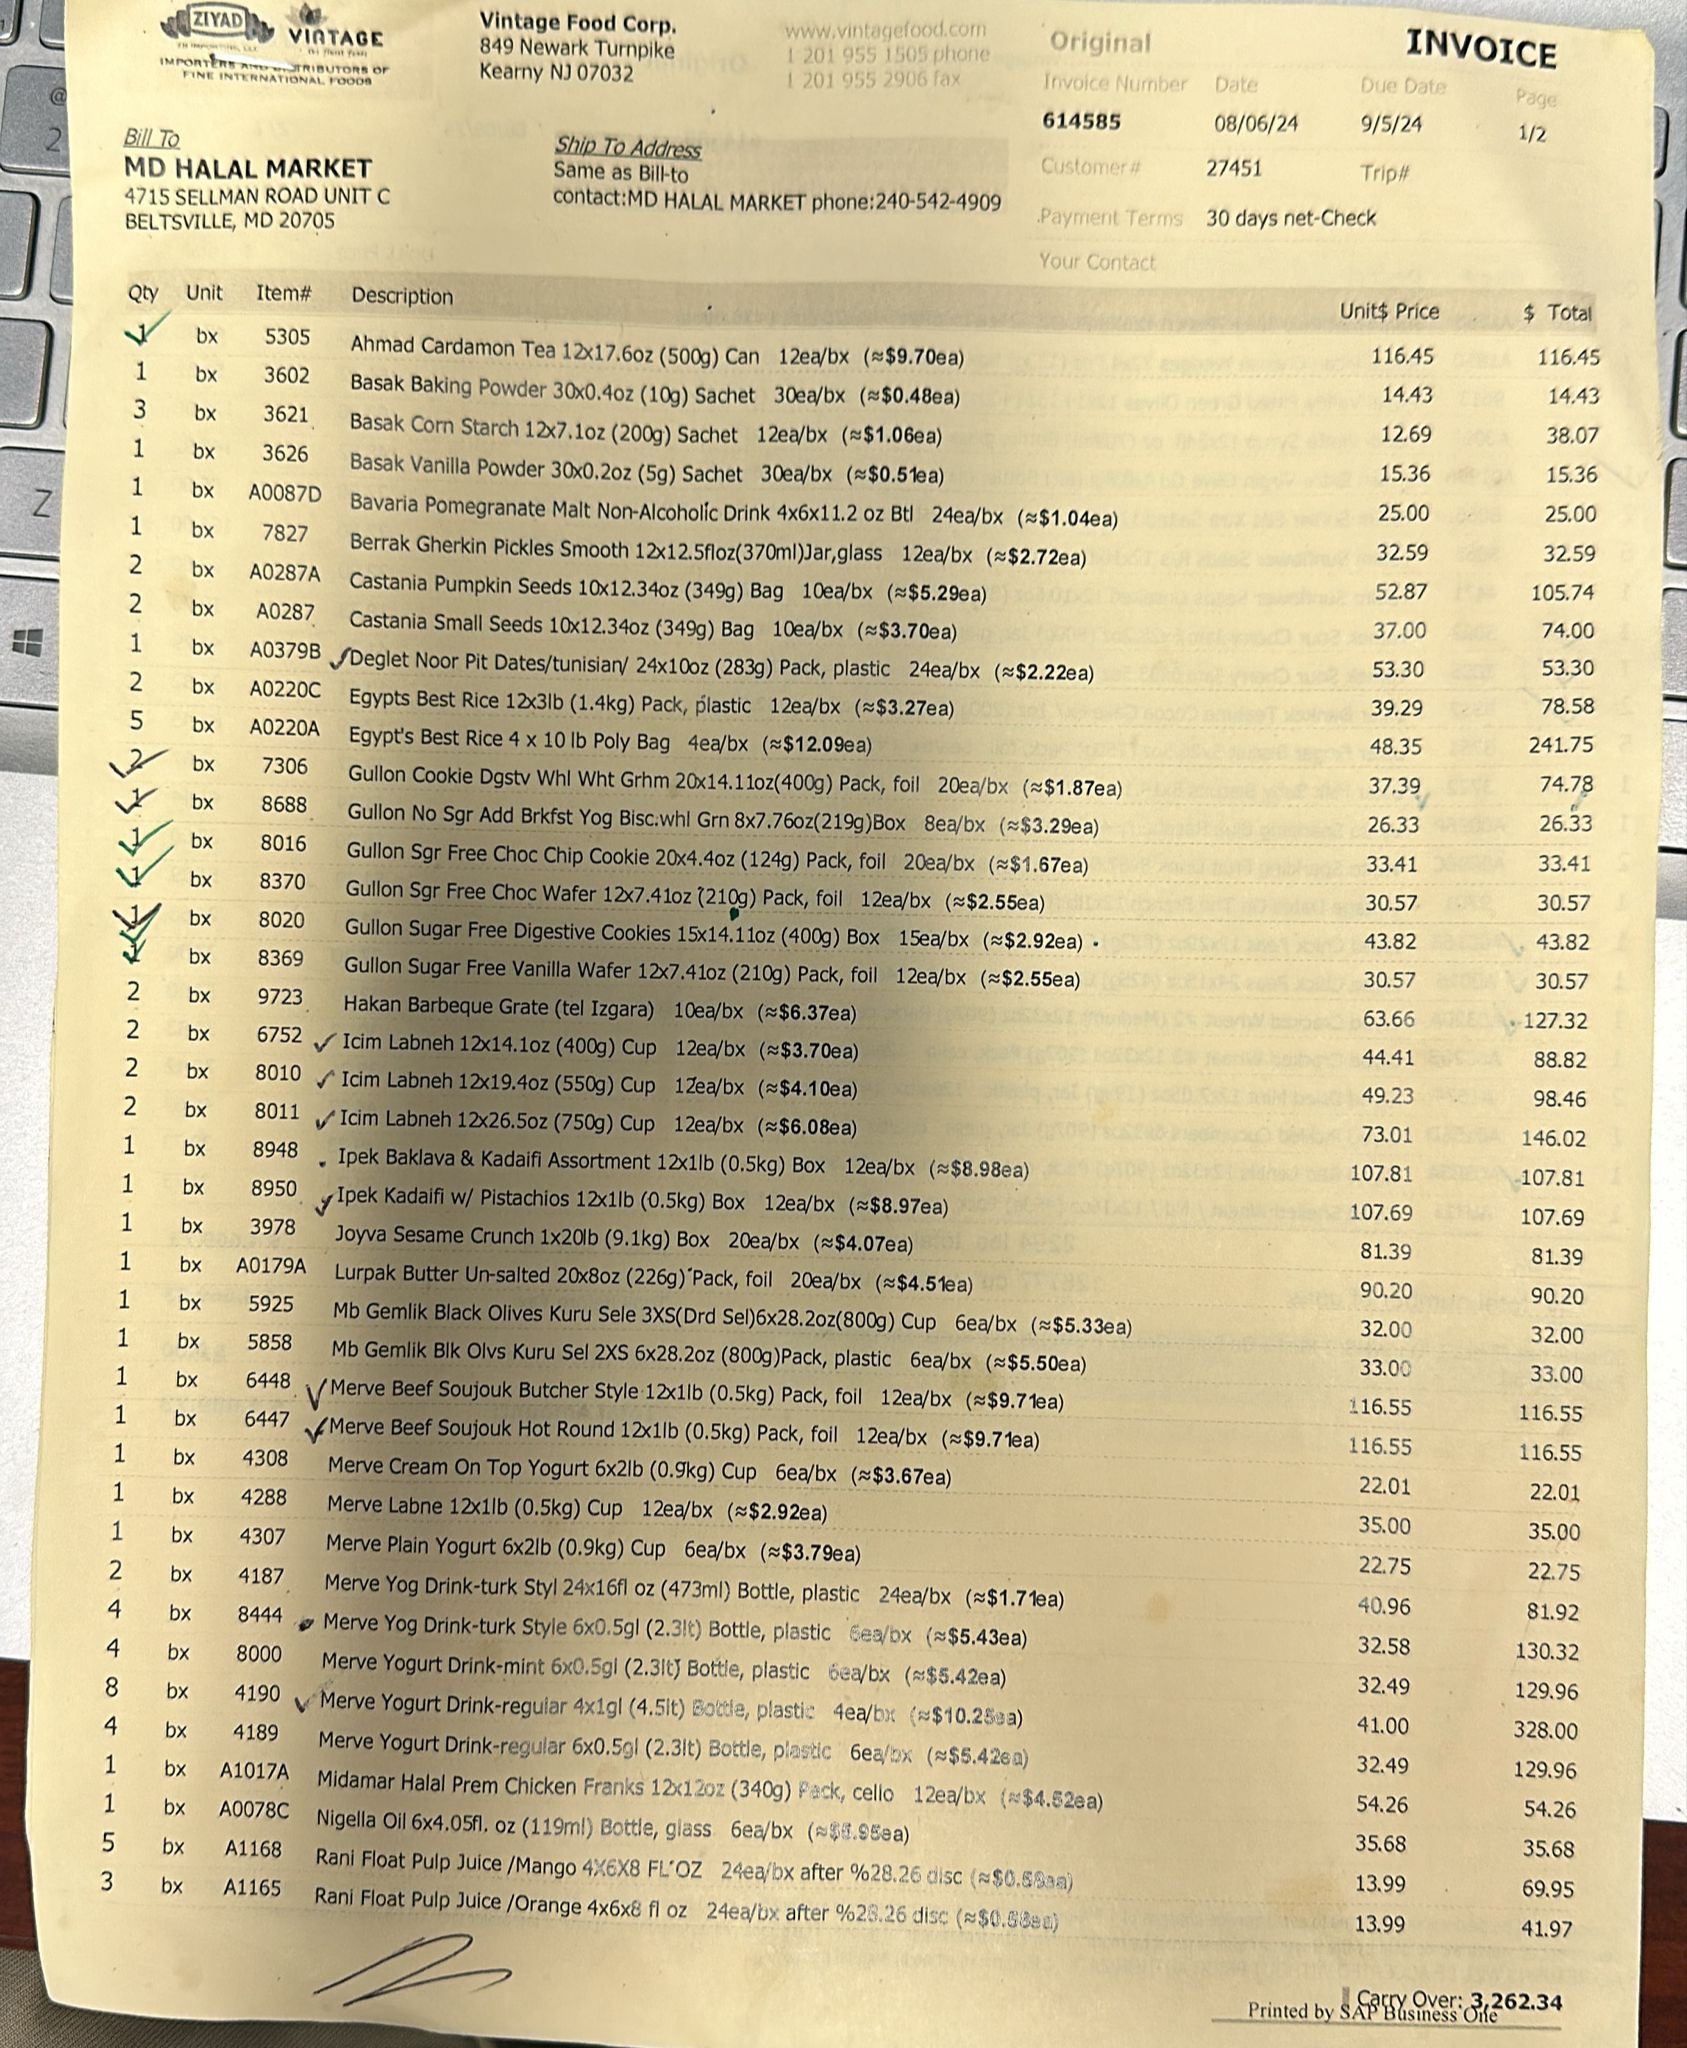 ZIYAD
VINTAGE
IMPORTERS AND DISTRIBUTORS OF
FINE INTERNATIONAL FOODS
Vintage Food Corp.
849 Newark Turnpike
Kearny NJ 07032
www.vintagefood.com
1 201 955 1505 phone
1 201 955 2906 fax
Original
INVOICE
Invoice Number Date Due Date Page
614585 08/06/24 9/5/24 1/2
Customer# 27451 Trip#
Payment Terms 30 days net-Check
Your Contact
Bill To
MD HALAL MARKET
4715 SELLMAN ROAD UNIT C
BELTSVILLE, MD 20705
Ship To Address
Same as Bill-to
contact:MD HALAL MARKET phone:240-542-4909
Qty Unit Item# Description Unit$ Price $ Total
1 bx 5305 Ahmad Cardamon Tea 12x17.6oz (500g) Can 12ea/bx (≈$9.70ea) 116.45 116.45
1 bx 3602 Basak Baking Powder 30x0.4oz (10g) Sachet 30ea/bx (≈$0.48ea) 14.43 14.43
3 bx 3621 Basak Corn Starch 12x7.1oz (200g) Sachet 12ea/bx (≈$1.06ea) 12.69 38.07
1 bx 3626 Basak Vanilla Powder 30x0.2oz (5g) Sachet 30ea/bx (≈$0.51ea) 15.36 15.36
1 bx A0087D Bavaria Pomegranate Malt Non-Alcoholic Drink 4x6x11.2 oz Btl 24ea/bx (≈$1.04ea) 25.00 25.00
1 bx 7827 Berrak Gherkin Pickles Smooth 12x12.5floz(370ml)Jar,glass 12ea/bx (≈$2.72ea) 32.59 32.59
2 bx A0287A Castania Pumpkin Seeds 10x12.34oz (349g) Bag 10ea/bx (≈$5.29ea) 52.87 105.74
2 bx A0287 Castania Small Seeds 10x12.34oz (349g) Bag 10ea/bx (≈$3.70ea) 37.00 74.00
1 bx A0379B Deglet Noor Pit Dates/tunisian/ 24x10oz (283g) Pack, plastic 24ea/bx (≈$2.22ea) 53.30 53.30
2 bx A0220C Egypts Best Rice 12x3lb (1.4kg) Pack, plastic 12ea/bx (≈$3.27ea) 39.29 78.58
5 bx A0220A Egypt's Best Rice 4 x 10 lb Poly Bag 4ea/bx (≈$12.09ea) 48.35 241.75
2 bx 7306 Gullon Cookie Dgstv Whl Wht Grhm 20x14.11oz(400g) Pack, foil 20ea/bx (≈$1.87ea) 37.39 74.78
1 bx 8688 Gullon No Sgr Add Brkfst Yog Bisc.whl Grn 8x7.76oz(219g)Box 8ea/bx (≈$3.29ea) 26.33 26.33
1 bx 8016 Gullon Sgr Free Choc Chip Cookie 20x4.4oz (124g) Pack, foil 20ea/bx (≈$1.67ea) 33.41 33.41
1 bx 8370 Gullon Sgr Free Choc Wafer 12x7.41oz (210g) Pack, foil 12ea/bx (≈$2.55ea) 30.57 30.57
1 bx 8020 Gullon Sugar Free Digestive Cookies 15x14.11oz (400g) Box 15ea/bx (≈$2.92ea) 43.82 43.82
1 bx 8369 Gullon Sugar Free Vanilla Wafer 12x7.41oz (210g) Pack, foil 12ea/bx (≈$2.55ea) 30.57 30.57
2 bx 9723 Hakan Barbeque Grate (tel Izgara) 10ea/bx (≈$6.37ea) 63.66 127.32
2 bx 6752 Icim Labneh 12x14.1oz (400g) Cup 12ea/bx (≈$3.70ea) 44.41 88.82
2 bx 8010 Icim Labneh 12x19.4oz (550g) Cup 12ea/bx (≈$4.10ea) 49.23 98.46
2 bx 8011 Icim Labneh 12x26.5oz (750g) Cup 12ea/bx (≈$6.08ea) 73.01 146.02
1 bx 8948 Ipek Baklava & Kadaifi Assortment 12x1lb (0.5kg) Box 12ea/bx (≈$8.98ea) 107.81 107.81
1 bx 8950 Ipek Kadaifi w/ Pistachios 12x1lb (0.5kg) Box 12ea/bx (≈$8.97ea) 107.69 107.69
1 bx 3978 Joyva Sesame Crunch 1x20lb (9.1kg) Box 20ea/bx (≈$4.07ea) 81.39 81.39
1 bx A0179A Lurpak Butter Un-salted 20x8oz (226g) Pack, foil 20ea/bx (≈$4.51ea) 90.20 90.20
1 bx 5925 Mb Gemlik Black Olives Kuru Sele 3XS(Drd Sel)6x28.2oz(800g) Cup 6ea/bx (≈$5.33ea) 32.00 32.00
1 bx 5858 Mb Gemlik Blk Olvs Kuru Sel 2XS 6x28.2oz (800g)Pack, plastic 6ea/bx (≈$5.50ea) 33.00 33.00
1 bx 6448 Merve Beef Soujouk Butcher Style 12x1lb (0.5kg) Pack, foil 12ea/bx (≈$9.71ea) 116.55 116.55
1 bx 6447 Merve Beef Soujouk Hot Round 12x1lb (0.5kg) Pack, foil 12ea/bx (≈$9.71ea) 116.55 116.55
1 bx 4308 Merve Cream On Top Yogurt 6x2lb (0.9kg) Cup 6ea/bx (≈$3.67ea) 22.01 22.01
1 bx 4288 Merve Labne 12x1lb (0.5kg) Cup 12ea/bx (≈$2.92ea) 35.00 35.00
1 bx 4307 Merve Plain Yogurt 6x2lb (0.9kg) Cup 6ea/bx (≈$3.79ea) 22.75 22.75
2 bx 4187 Merve Yog Drink-turk Styl 24x16fl oz (473ml) Bottle, plastic 24ea/bx (≈$1.71ea) 40.96 81.92
4 bx 8444 Merve Yog Drink-turk Style 6x0.5gl (2.3lt) Bottle, plastic 6ea/bx (≈$5.43ea) 32.58 130.32
4 bx 8000 Merve Yogurt Drink-mint 6x0.5gl (2.3lt) Bottle, plastic 6ea/bx (≈$5.42ea) 32.49 129.96
8 bx 4190 Merve Yogurt Drink-regular 4x1gl (4.5lt) Bottle, plastic 4ea/bx (≈$10.25ea) 41.00 328.00
4 bx 4189 Merve Yogurt Drink-regular 6x0.5gl (2.3lt) Bottle, plastic 6ea/bx (≈$5.42ea) 32.49 129.96
1 bx A1017A Midamar Halal Prem Chicken Franks 12x12oz (340g) Pack, cello 12ea/bx (≈$4.52ea) 54.26 54.26
1 bx A0078C Nigella Oil 6x4.05fl. oz (119ml) Bottle, glass 6ea/bx (≈$5.95ea) 35.68 35.68
5 bx A1168 Rani Float Pulp Juice /Mango 4X6X8 FL OZ 24ea/bx after %28.26 disc (≈$0.58ea) 13.99 69.95
3 bx A1165 Rani Float Pulp Juice /Orange 4x6x8 fl oz 24ea/bx after %28.26 disc (≈$0.58ea) 13.99 41.97
Carry Over: 3,262.34
Printed by SAP Business One